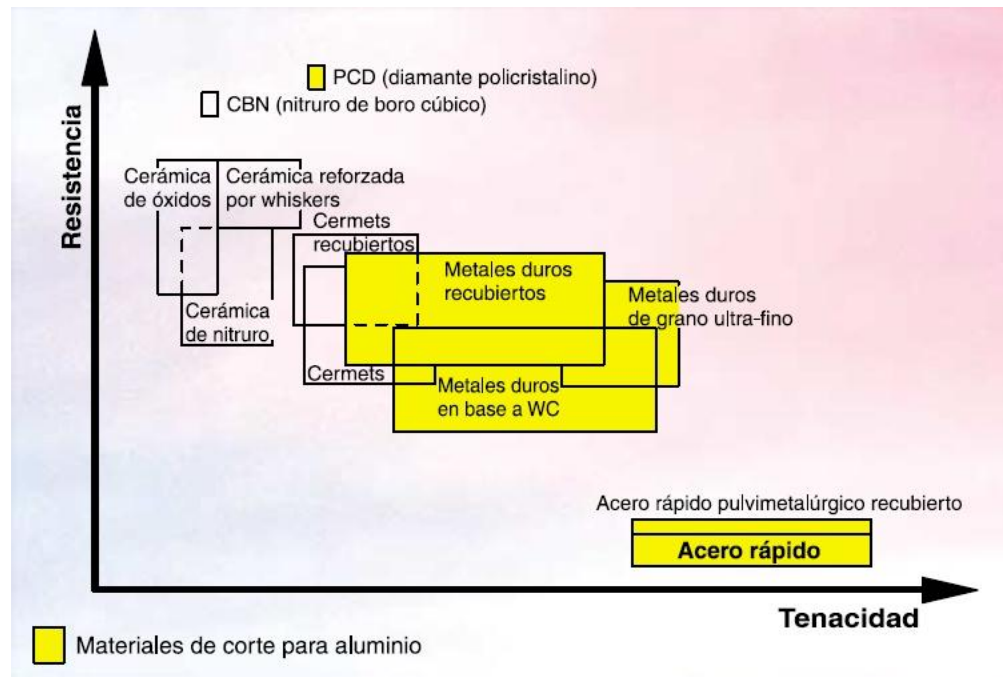 PCD (diamante policristalino)
CBN (nitruro de boro cúbico)
Resistencia
Cerámica
de óxidos
Cerámica reforzada
por whiskers
Cermets
recubiertos
Metales duros
recubiertos
Metales duros
de grano ultra-fino
Cerámica
de nitruro
Cermets
Metales duros
en base a WC
Acero rápido pulvimetalúrgico recubierto
Acero rápido
Tenacidad
Materiales de corte para aluminio